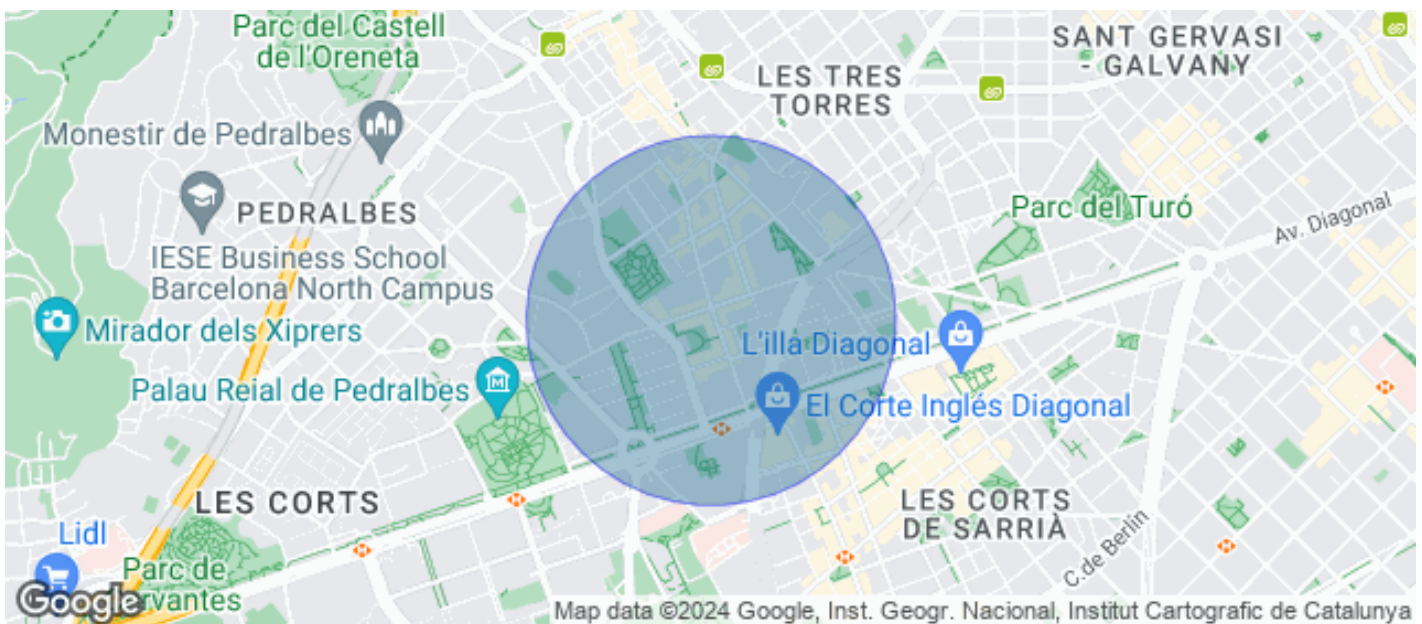 Parc del Castell
de l'Oreneta
SANT GERVASI
- GALVANY
LES TRES
TORRES
Monestir de Pedralbes
PEDRALBES
Parc del Turó
Av. Diagonal
IESE Business School
Barcelona North Campus
Mirador dels Xiprers
L'illa Diagonal
Palau Reial de Pedralbes
M
El Corte Inglés Diagonal
LES CORTS
LES CORTS
DE SARRIÀ
Lidl
C.de Berlín
Parc de
Google
Map data ©2024 Google, Inst. Geogr. Nacional, Institut Cartografic de Catalunya